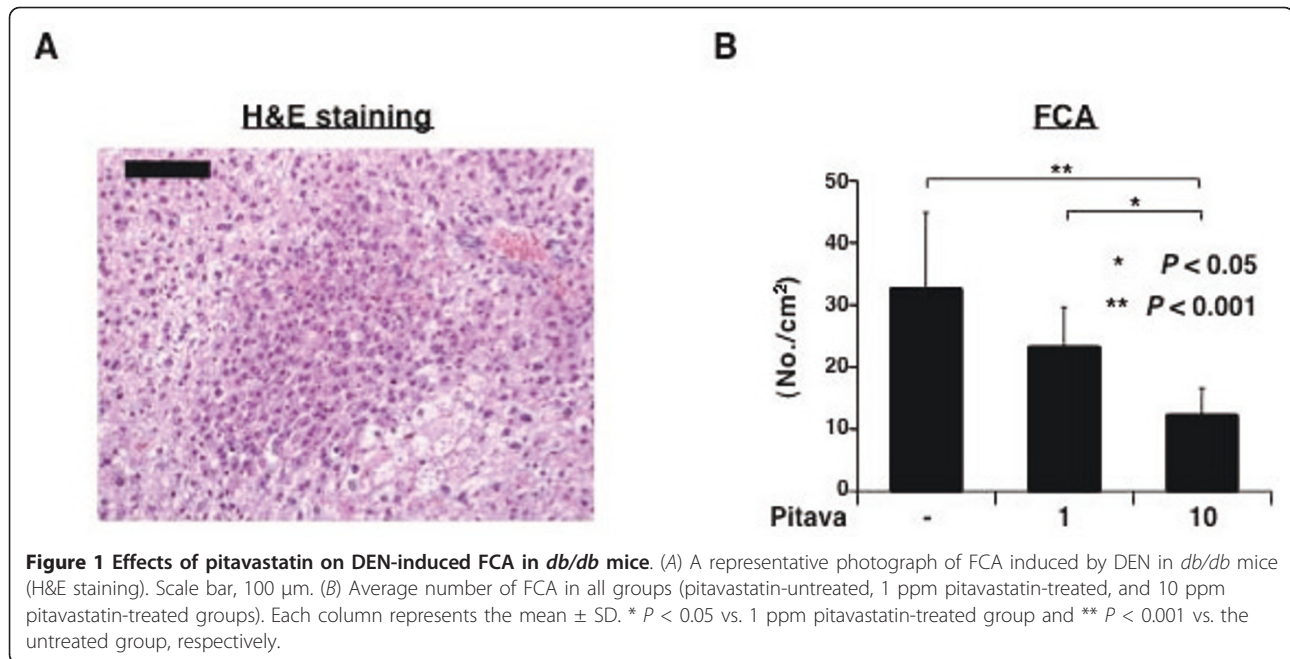 A
H&E staining
B
FCA
**
50
*
40
* P < 0.05
30
** P < 0.001
20
10
0
(No./cm²)
Pitava - 1 10
Figure 1 Effects of pitavastatin on DEN-induced FCA in db/db mice. (A) A representative photograph of FCA induced by DEN in db/db mice
(H&E staining). Scale bar, 100 μm. (B) Average number of FCA in all groups (pitavastatin-untreated, 1 ppm pitavastatin-treated, and 10 ppm
pitavastatin-treated groups). Each column represents the mean ± SD. * P < 0.05 vs. 1 ppm pitavastatin-treated group and ** P < 0.001 vs. the
untreated group, respectively.